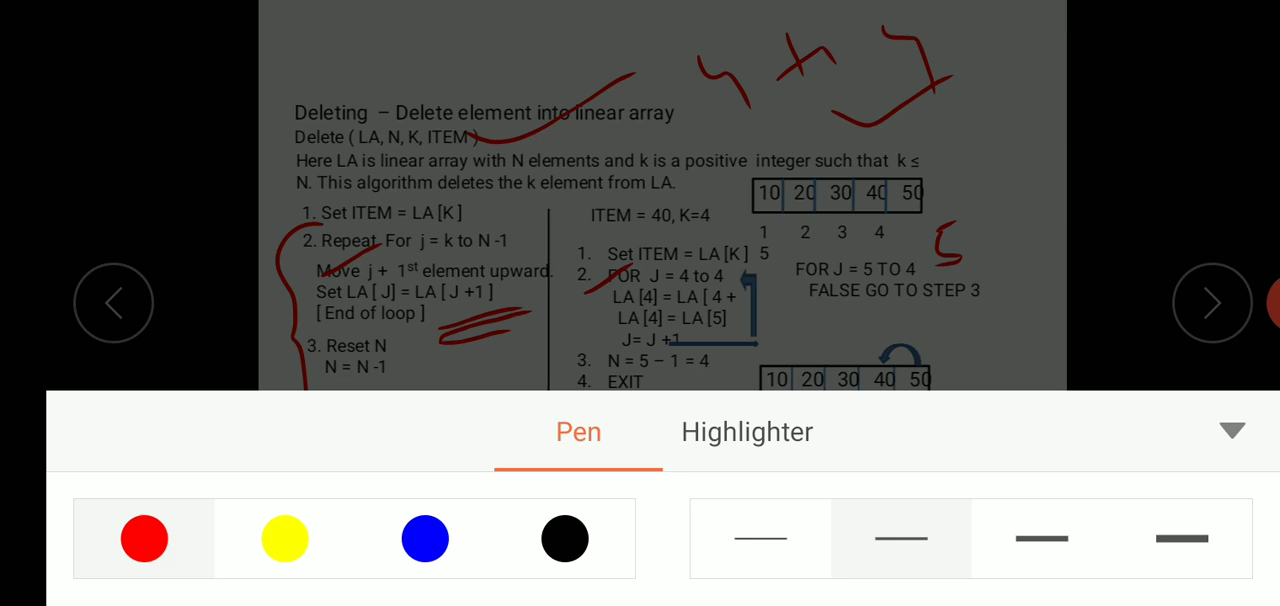 4 + 1
Deleting – Delete element into linear array
Delete ( LA, N, K, ITEM )
Here LA is linear array with N elements and k is a positive integer such that k ≤
N. This algorithm deletes the k element from LA.
10 20 30 40 50
1 2 3 4 5
5
1. Set ITEM = LA [K ]
2. Repeat For j = k to N -1
Move j + 1st element upward.
Set LA [ J] = LA [ J +1 ]
[ End of loop ]
3. Reset N
N = N -1
ITEM = 40, K=4
1. Set ITEM = LA [K ]
2. FOR J = 4 to 4
LA [4] = LA [ 4 +
LA [4] = LA [5]
J= J +1
3. N = 5 – 1 = 4
4. EXIT
FOR J = 5 TO 4
FALSE GO TO STEP 3
10 20 30 40 50
Pen Highlighter